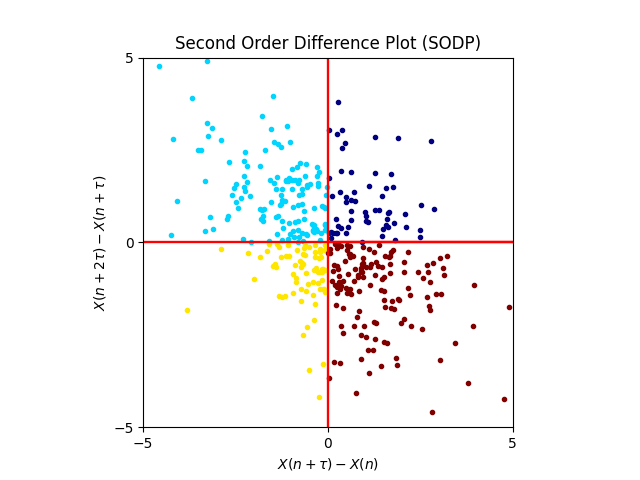 Second Order Difference Plot (SODP)
5
X(n + 2τ) − X(n + τ)
0
−5
−5 0 5
X(n + τ) − X(n)